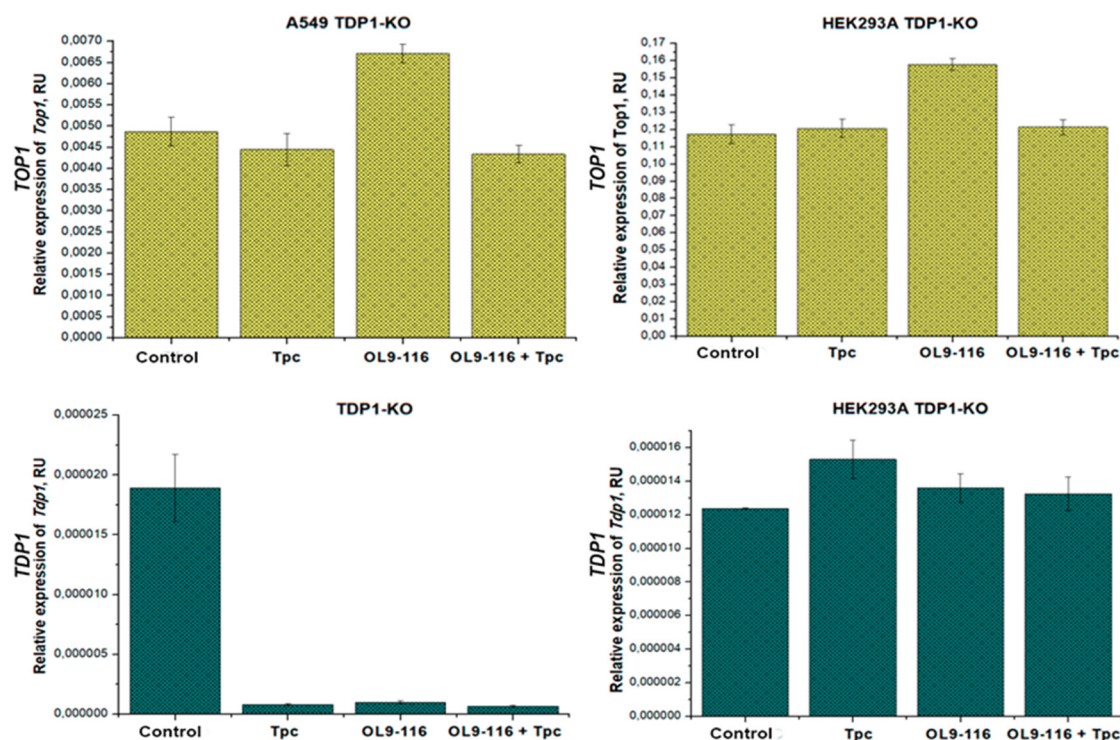 A549 TDP1-KO
TOP1
Relative expression of Top1, RU
0,0070
0,0065
0,0060
0,0055
0,0050
0,0045
0,0040
0,0035
0,0030
0,0025
0,0020
0,0015
0,0010
0,0005
0,0000
Control
Tpc
OL9-116
OL9-116 + Tpc
HEK293A TDP1-KO
TOP1
Relative expression of Top1, RU
0,17
0,16
0,15
0,14
0,13
0,12
0,11
0,10
0,09
0,08
0,07
0,06
0,05
0,04
0,03
0,02
0,01
0,00
Control
Tpc
OL9-116
OL9-116 + Tpc
TDP1-KO
TDP1
Relative expression of Tdp1, RU
0,000025
0,000020
0,000015
0,000010
0,000005
0,000000
Control
Tpc
OL9-116
OL9-116 + Tpc
HEK293A TDP1-KO
TDP1
Relative expression of Tdp1, RU
0,000016
0,000014
0,000012
0,000010
0,000008
0,000006
0,000004
0,000002
0,000000
Control
Tpc
OL9-116
OL9-116 + Tpc